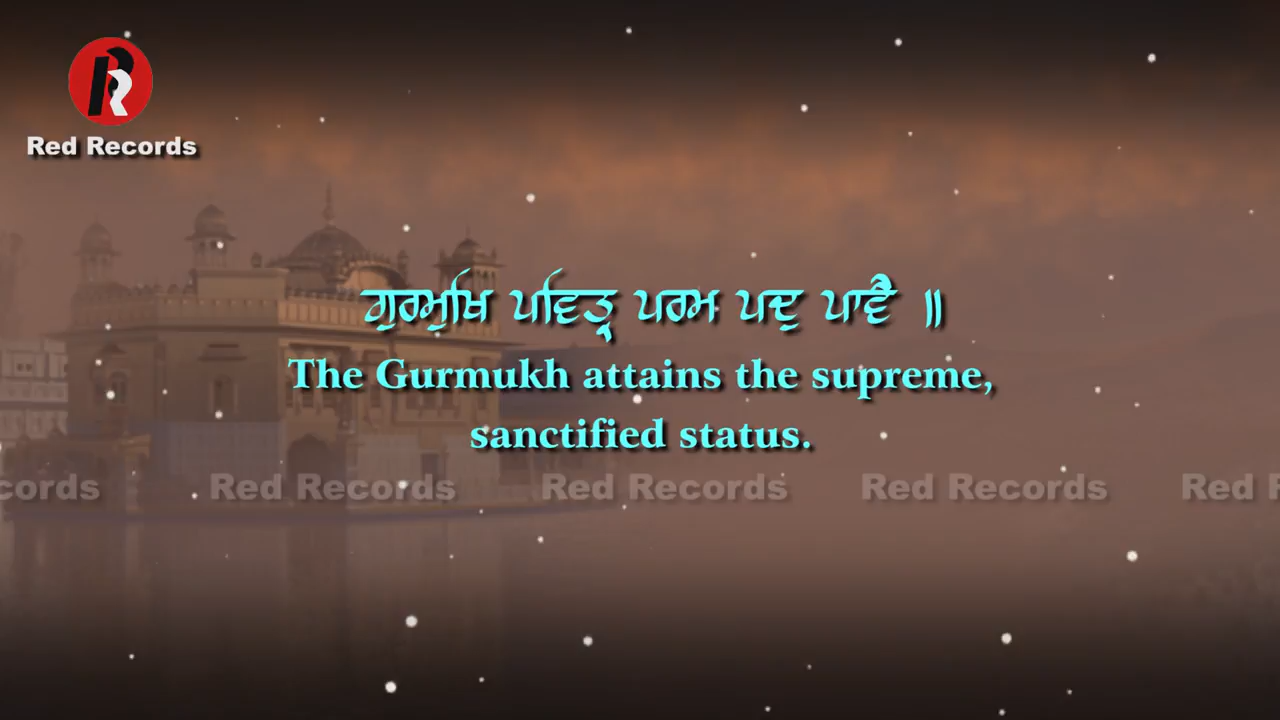 Red Records
ਗੁਰਮੁਖਿ ਪਵਿਤ੍ਰ ਪਰਮ ਪਦੁ ਪਾਵੈ ॥
The Gurmukh attains the supreme,
sanctified status.
cords Red Records Red Records Red Records Red R